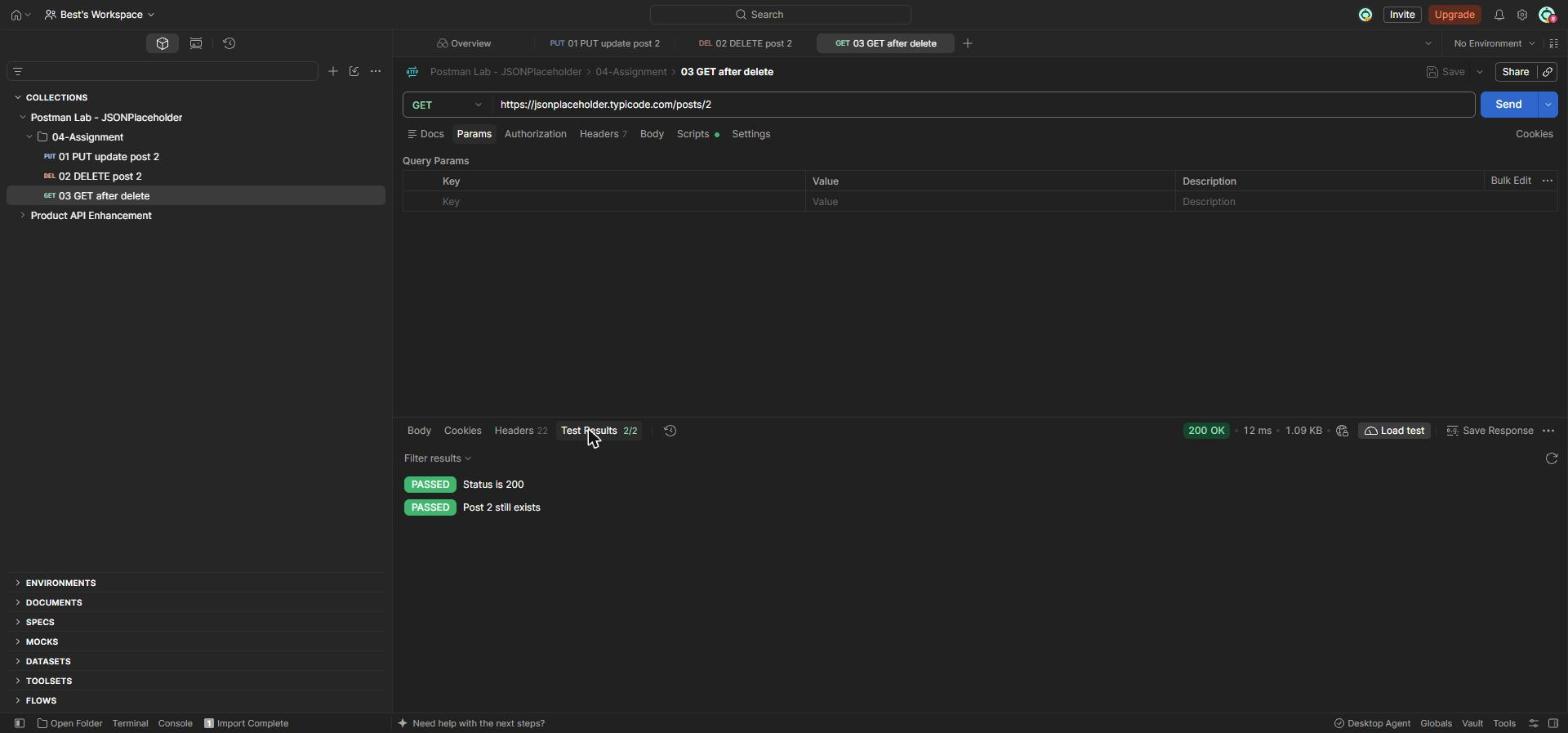 Best's Workspace
Search
Invite
Upgrade
Overview
PUT 01 PUT update post 2
DEL 02 DELETE post 2
GET 03 GET after delete
No Environment
COLLECTIONS
Postman Lab - JSONPlaceholder
04-Assignment
PUT 01 PUT update post 2
DEL 02 DELETE post 2
GET 03 GET after delete
Product API Enhancement
ENVIRONMENTS
DOCUMENTS
SPECS
MOCKS
DATASETS
TOOLSETS
FLOWS
HTTP Postman Lab - JSONPlaceholder > 04-Assignment > 03 GET after delete
Save
Share
GET https://jsonplaceholder.typicode.com/posts/2
Send
Docs Params Authorization Headers 7 Body Scripts Settings
Cookies
Query Params
Key Value Description Bulk Edit
Key Value Description
Body Cookies Headers 22 Test Results 2/2
200 OK • 12 ms • 1.09 KB • Load test Save Response
Filter results
PASSED Status is 200
PASSED Post 2 still exists
Open Folder Terminal Console 1 Import Complete
Need help with the next steps?
Desktop Agent Globals Vault Tools